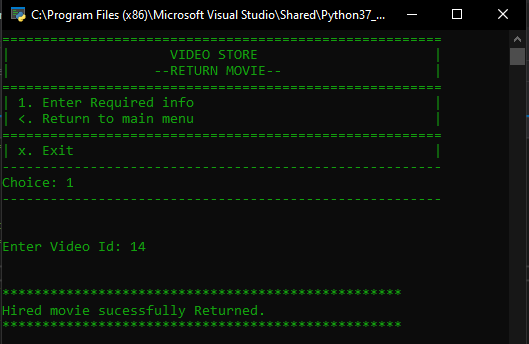 C:\Program Files (x86)\Microsoft Visual Studio\Shared\Python37_...
=======================================================
| VIDEO STORE |
| --RETURN MOVIE-- |
=======================================================
| 1. Enter Required info |
| <. Return to main menu |
=======================================================
| x. Exit |
-------------------------------------------------------
Choice: 1
-------------------------------------------------------
Enter Video Id: 14
**************************************************
Hired movie sucessfully Returned.
**************************************************